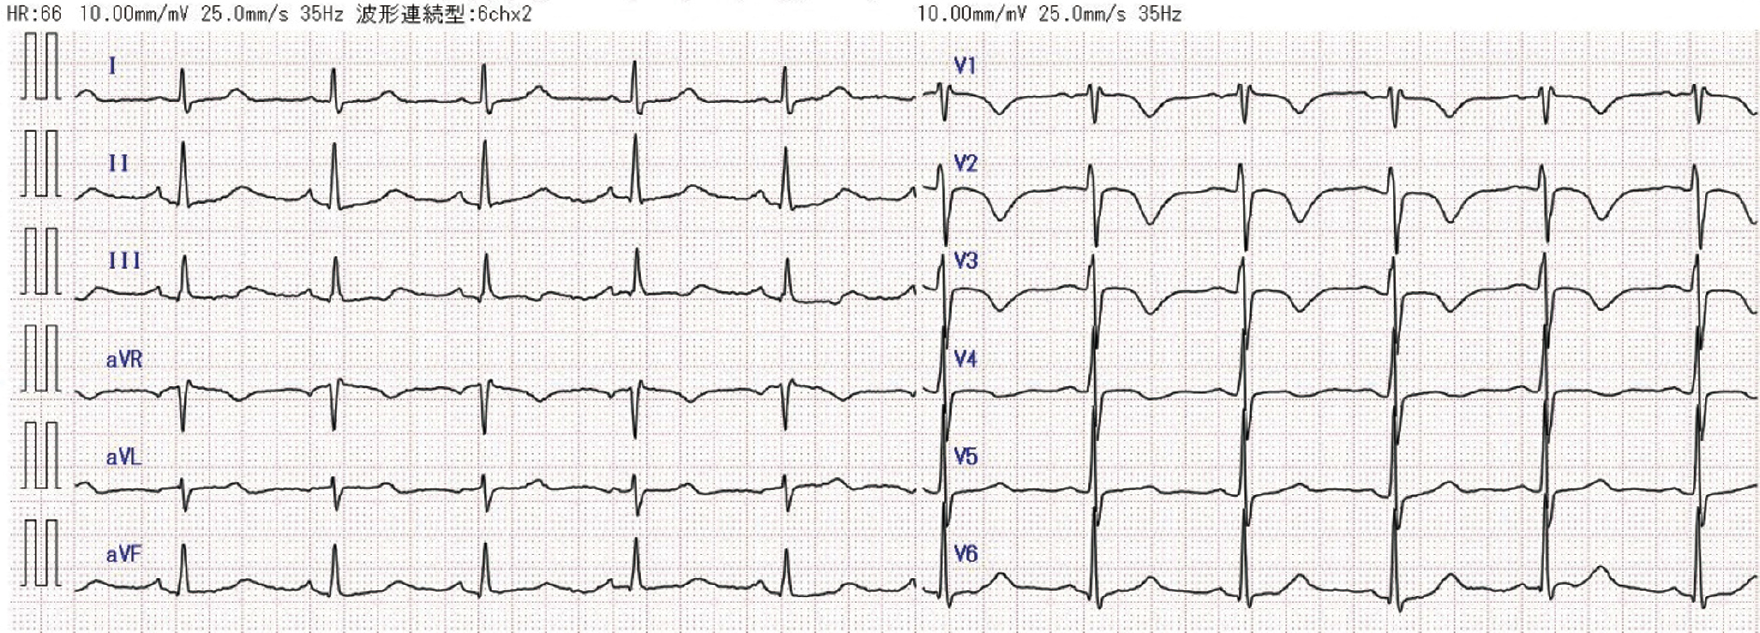 HR:66 10.00mm/mV 25.0mm/s 35Hz 波形連続型:6chx2
10.00mm/mV 25.0mm/s 35Hz
I
II
III
aVR
aVL
aVF
V1
V2
V3
V4
V5
V6